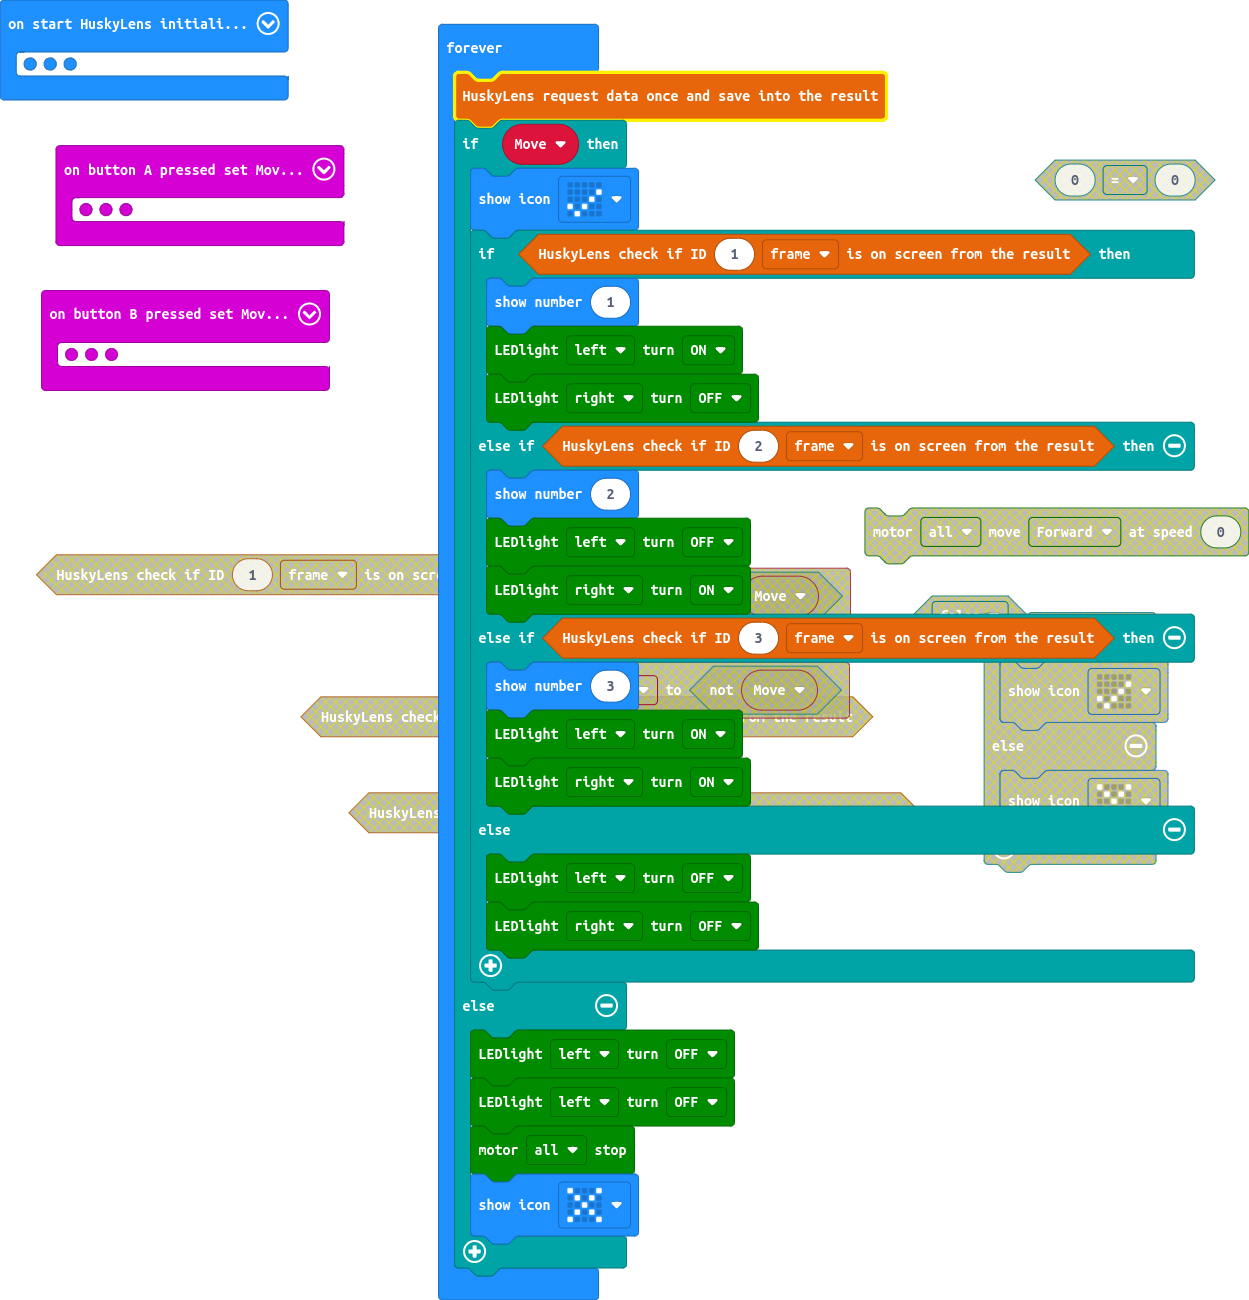 on start HuskyLens initiali...
on button A pressed set Mov...
on button B pressed set Mov...
forever
HuskyLens request data once and save into the result
if Move then
show icon
0 = 0
if HuskyLens check if ID 1 frame is on screen from the result then
show number 1
LEDlight left turn ON
LEDlight right turn OFF
else if HuskyLens check if ID 2 frame is on screen from the result then
show number 2
LEDlight left turn OFF
motor all move Forward at speed 0
HuskyLens check if ID 1 frame is on
LEDlight right turn ON
Move
else if HuskyLens check if ID 3 frame is on screen from the result then
show number 3
to not Move
show icon
HuskyLens check
the result
LEDlight left turn ON
else
LEDlight right turn ON
HuskyLens
show icon
else
LEDlight left turn OFF
LEDlight right turn OFF
else
LEDlight left turn OFF
LEDlight left turn OFF
motor all stop
show icon